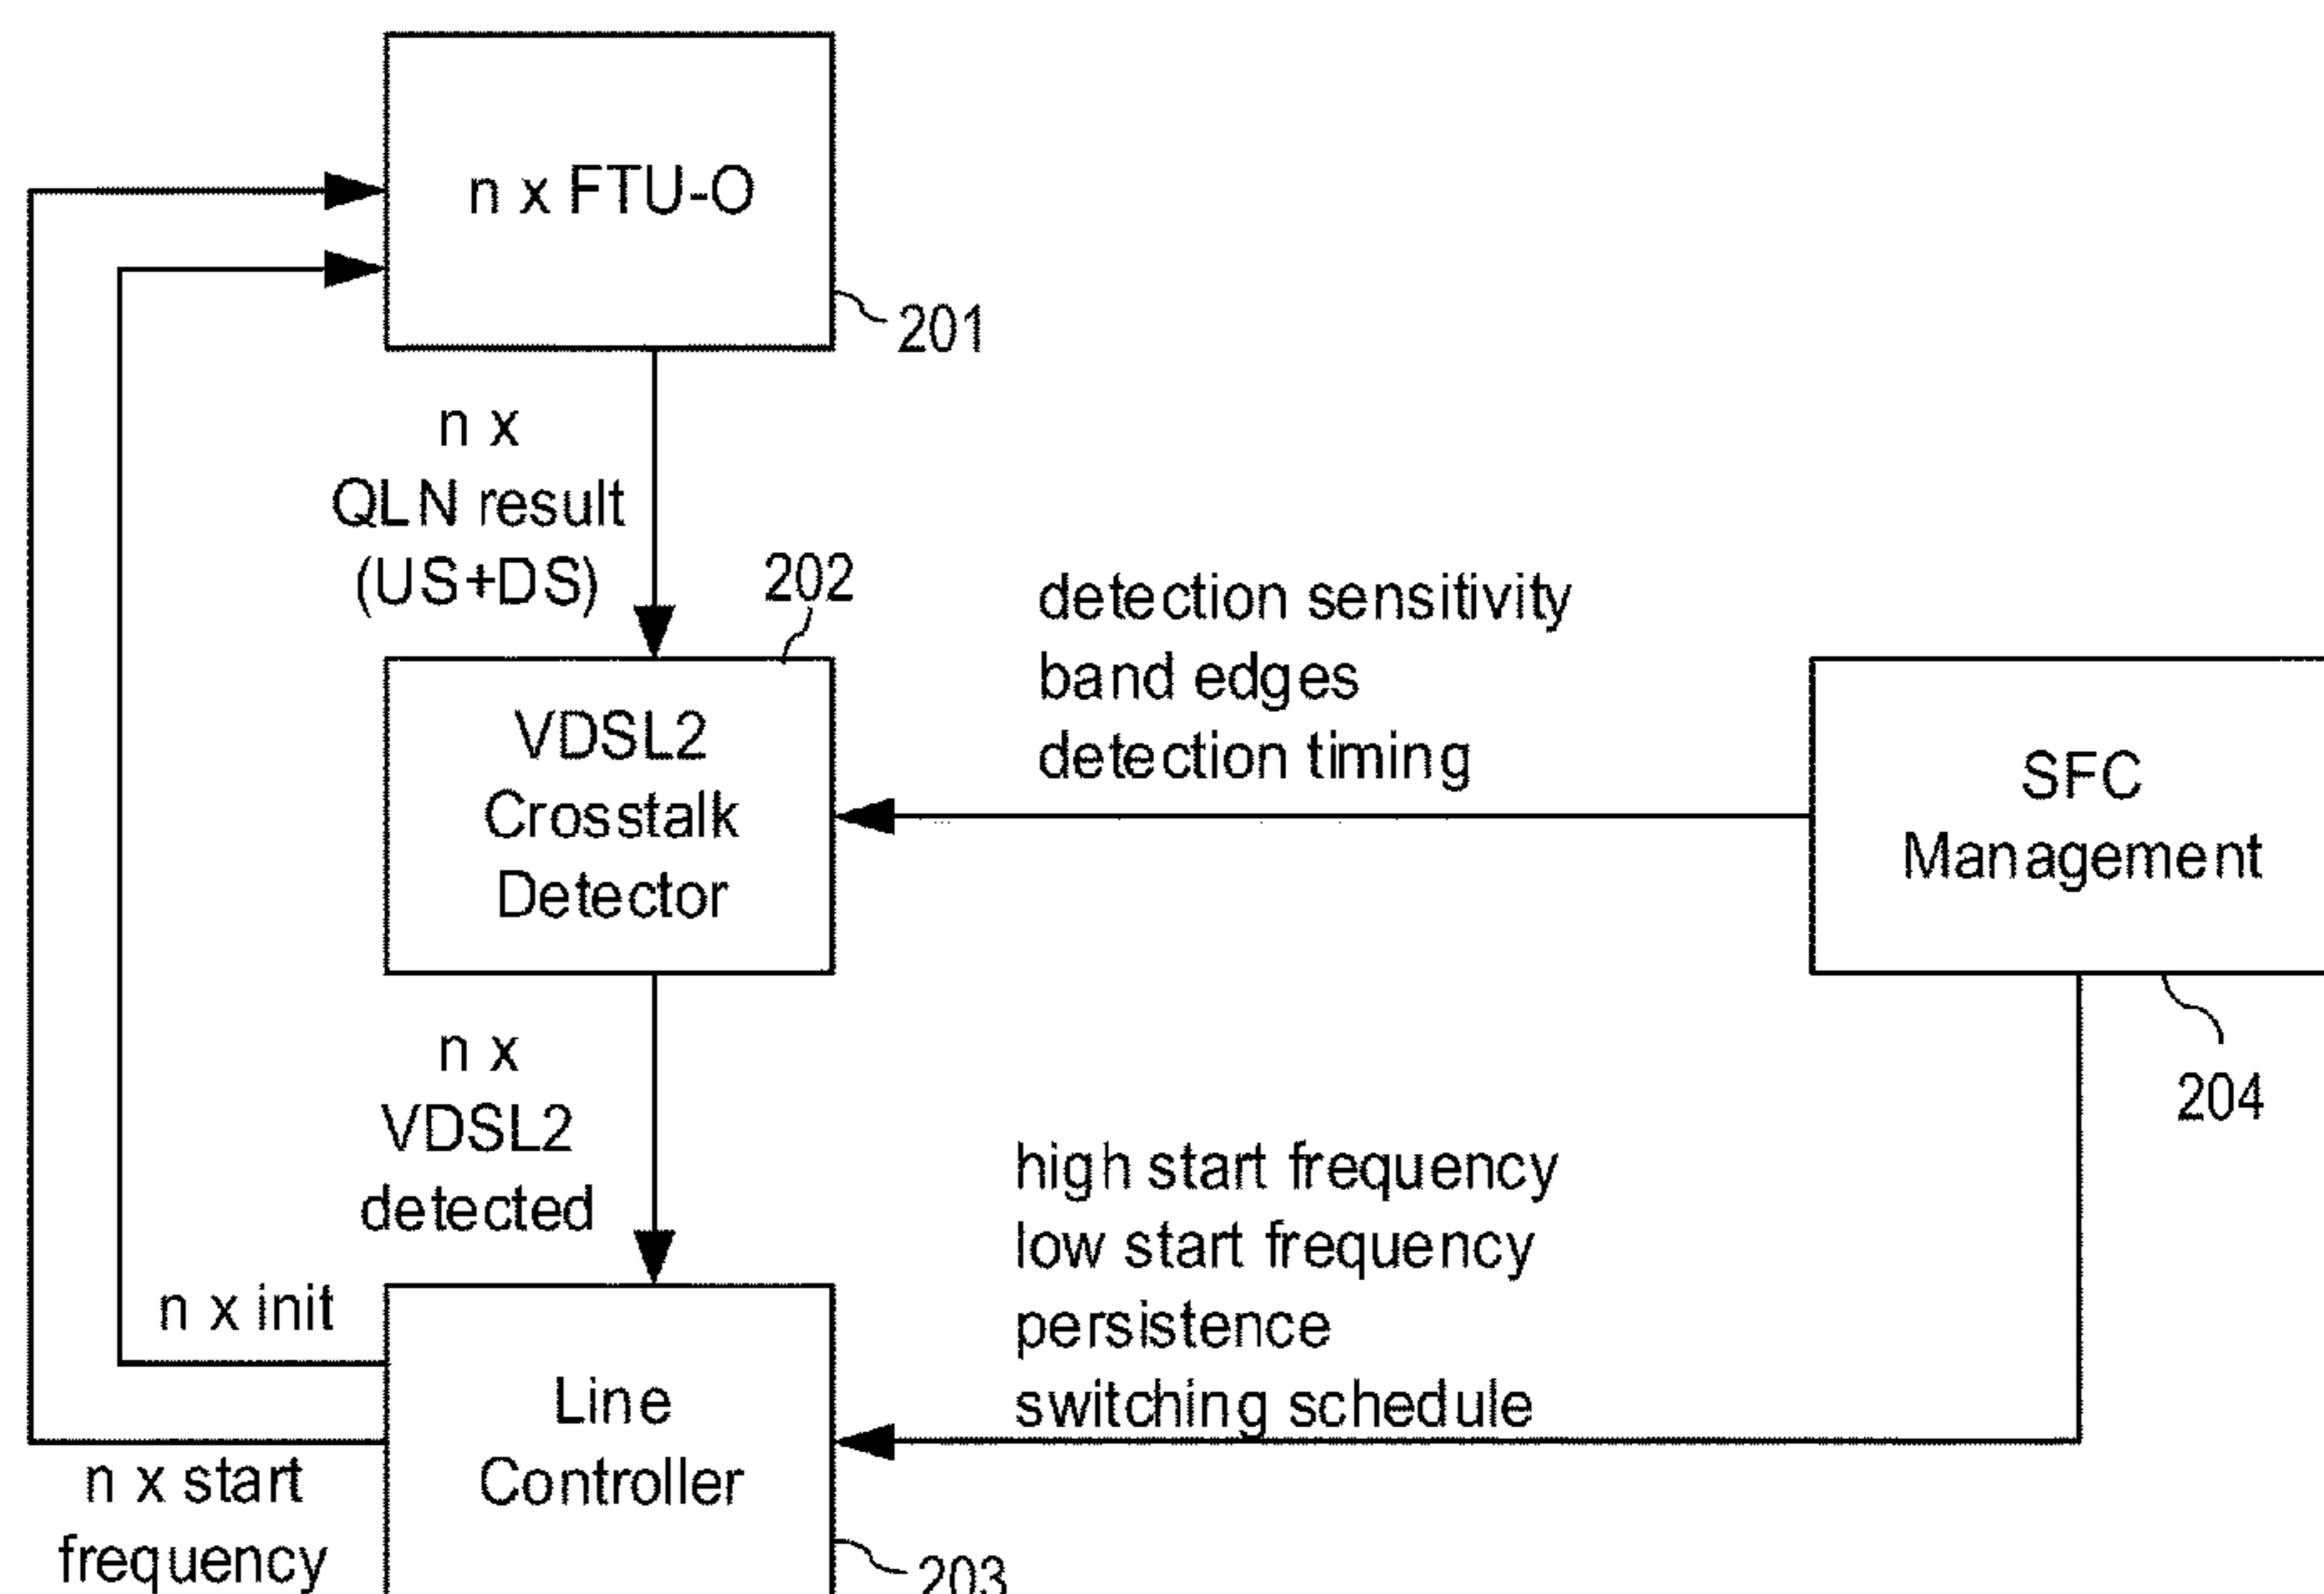 n x FTU-O
201
n x
QLN result
(US+DS)
202
VDSL2
Crosstalk
Detector
detection sensitivity
band edges
detection timing
SFC
Management
204
n x
VDSL2
detected
high start frequency
low start frequency
persistence
switching schedule
n x init
Line
Controller
n x start
frequency
203